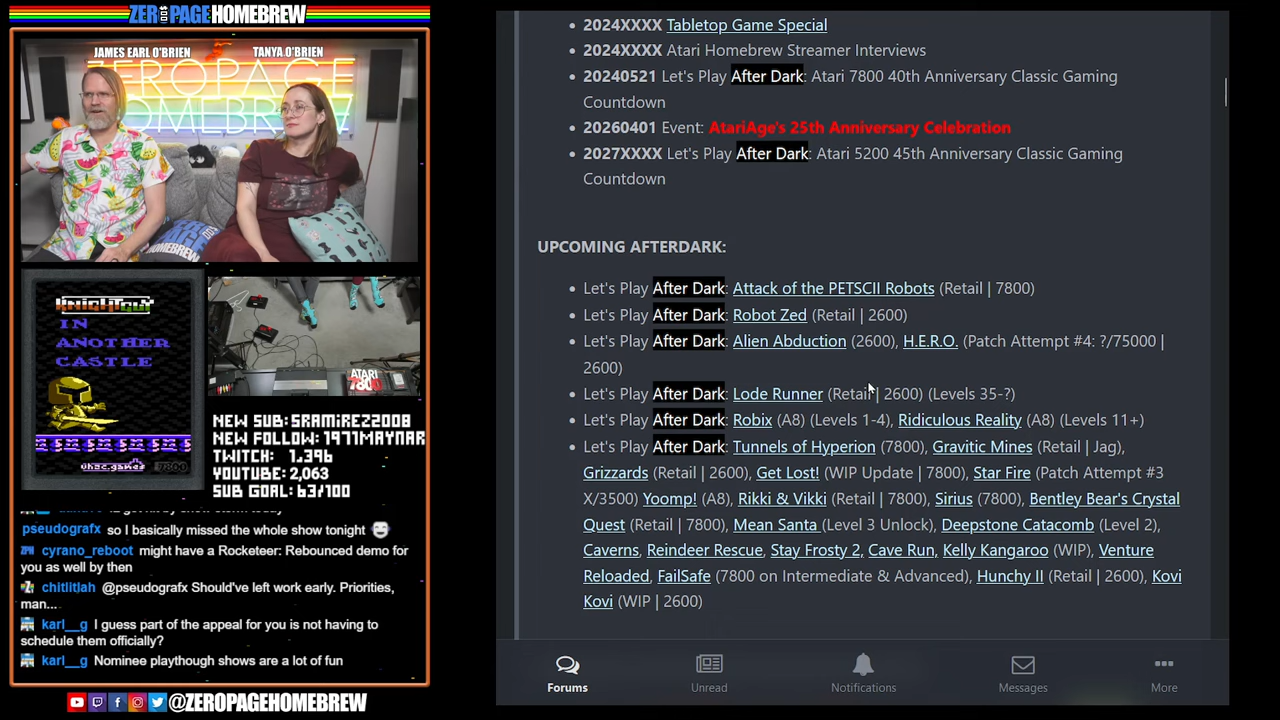 ZEROPAGEHOMEBREW
JAMES EARL O'BRIEN
TANYA O'BRIEN
ZEROPAGE
HOMEBREW
KNIGHTGUY
IN
ANOTHER
CASTLE
vhac.games
7800
ATARI
7800
NEW SUB: SRAMIREZ2008
NEW FOLLOW: 1977MAYNAR
TWITCH: 1,396
YOUTUBE: 2,063
SUB GOAL: 63/100
pseudografx so I basically missed the whole show tonight
cyrano_reboot might have a Rocketeer: Rebounced demo for
you as well by then
chitlitlah @pseudografx Should've left work early. Priorities,
man...
karl__g I guess part of the appeal for you is not having to
schedule them officially?
karl__g Nominee playthough shows are a lot of fun
@ZEROPAGEHOMEBREW
2024XXXX Tabletop Game Special
2024XXXX Atari Homebrew Streamer Interviews
20240521 Let's Play After Dark: Atari 7800 40th Anniversary Classic Gaming
Countdown
20260401 Event: AtariAge's 25th Anniversary Celebration
2027XXXX Let's Play After Dark: Atari 5200 45th Anniversary Classic Gaming
Countdown
UPCOMING AFTERDARK:
Let's Play After Dark: Attack of the PETSCII Robots (Retail | 7800)
Let's Play After Dark: Robot Zed (Retail | 2600)
Let's Play After Dark: Alien Abduction (2600), H.E.R.O. (Patch Attempt #4: ?/75000 |
2600)
Let's Play After Dark: Lode Runner (Retail | 2600) (Levels 35-?)
Let's Play After Dark: Robix (A8) (Levels 1-4), Ridiculous Reality (A8) (Levels 11+)
Let's Play After Dark: Tunnels of Hyperion (7800), Gravitic Mines (Retail | Jag),
Grizzards (Retail | 2600), Get Lost! (WIP Update | 7800), Star Fire (Patch Attempt #3
X/3500) Yoomp! (A8), Rikki & Vikki (Retail | 7800), Sirius (7800), Bentley Bear's Crystal
Quest (Retail | 7800), Mean Santa (Level 3 Unlock), Deepstone Catacomb (Level 2),
Caverns, Reindeer Rescue, Stay Frosty 2, Cave Run, Kelly Kangaroo (WIP), Venture
Reloaded, FailSafe (7800 on Intermediate & Advanced), Hunchy II (Retail | 2600), Kovi
Kovi (WIP | 2600)
Forums
Unread
Notifications
Messages
More